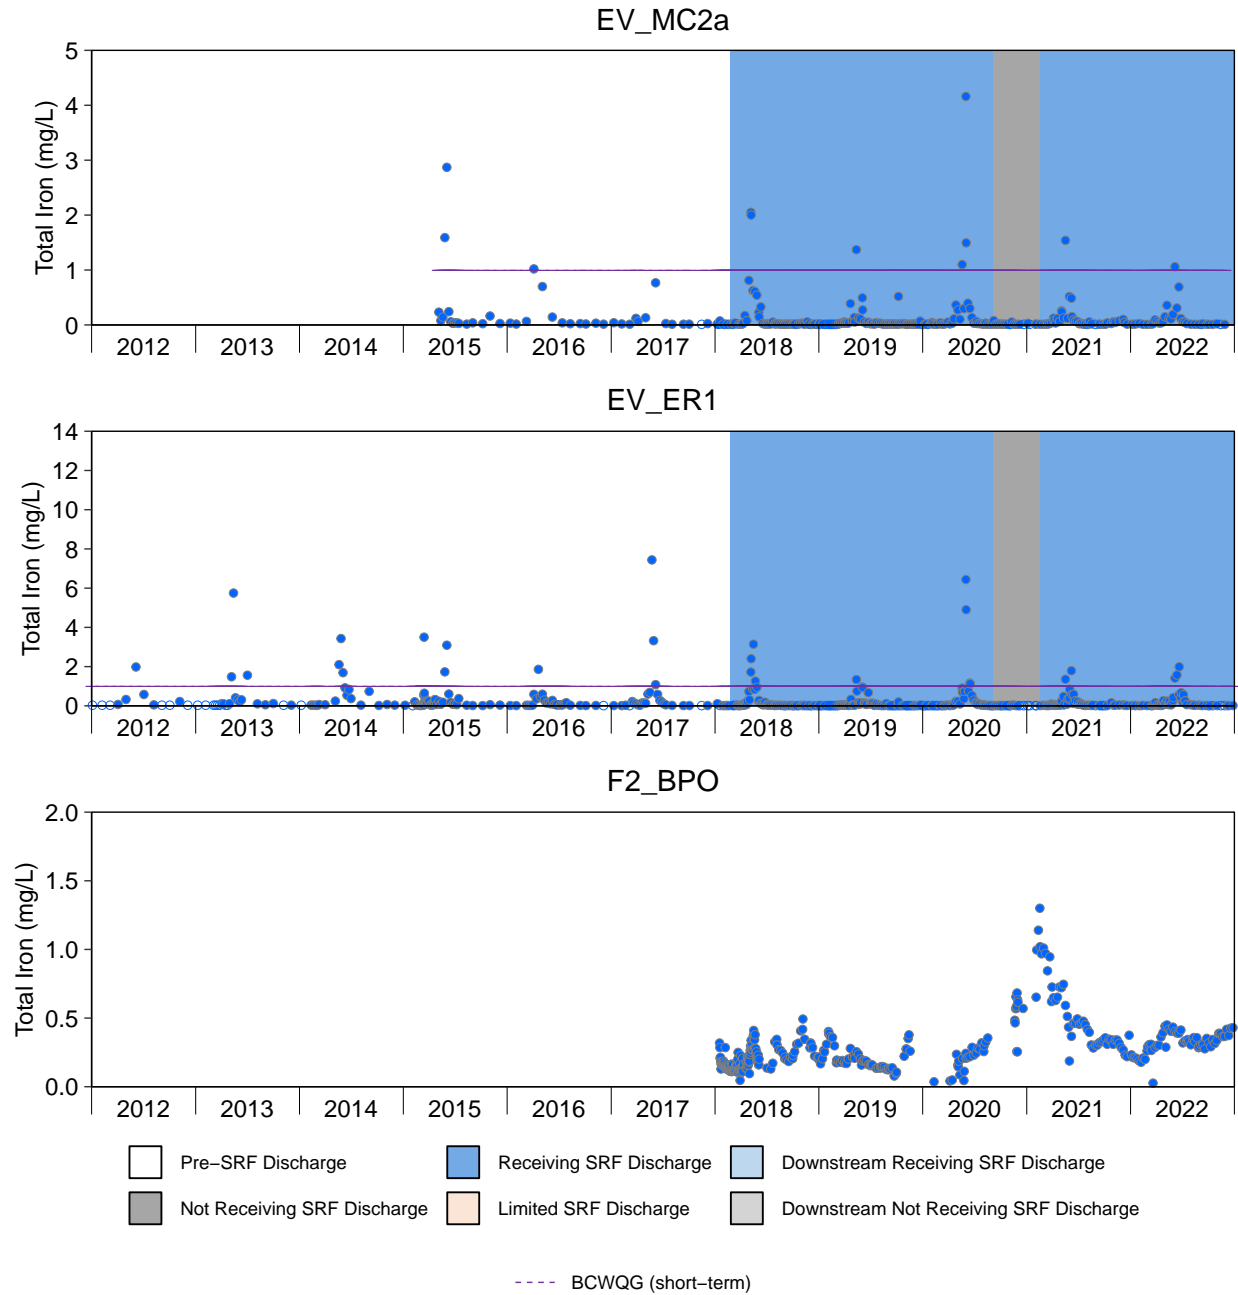 EV_MC2a
Total Iron (mg/L)
5
4
3
2
1
0
2012 2013 2014 2015 2016 2017 2018 2019 2020 2021 2022
EV_ER1
Total Iron (mg/L)
14
12
10
8
6
4
2
0
2012 2013 2014 2015 2016 2017 2018 2019 2020 2021 2022
F2_BPO
Total Iron (mg/L)
2.0
1.5
1.0
0.5
0.0
2012 2013 2014 2015 2016 2017 2018 2019 2020 2021 2022
Pre−SRF Discharge Receiving SRF Discharge Downstream Receiving SRF Discharge
Not Receiving SRF Discharge Limited SRF Discharge Downstream Not Receiving SRF Discharge
BCWQG (short−term)